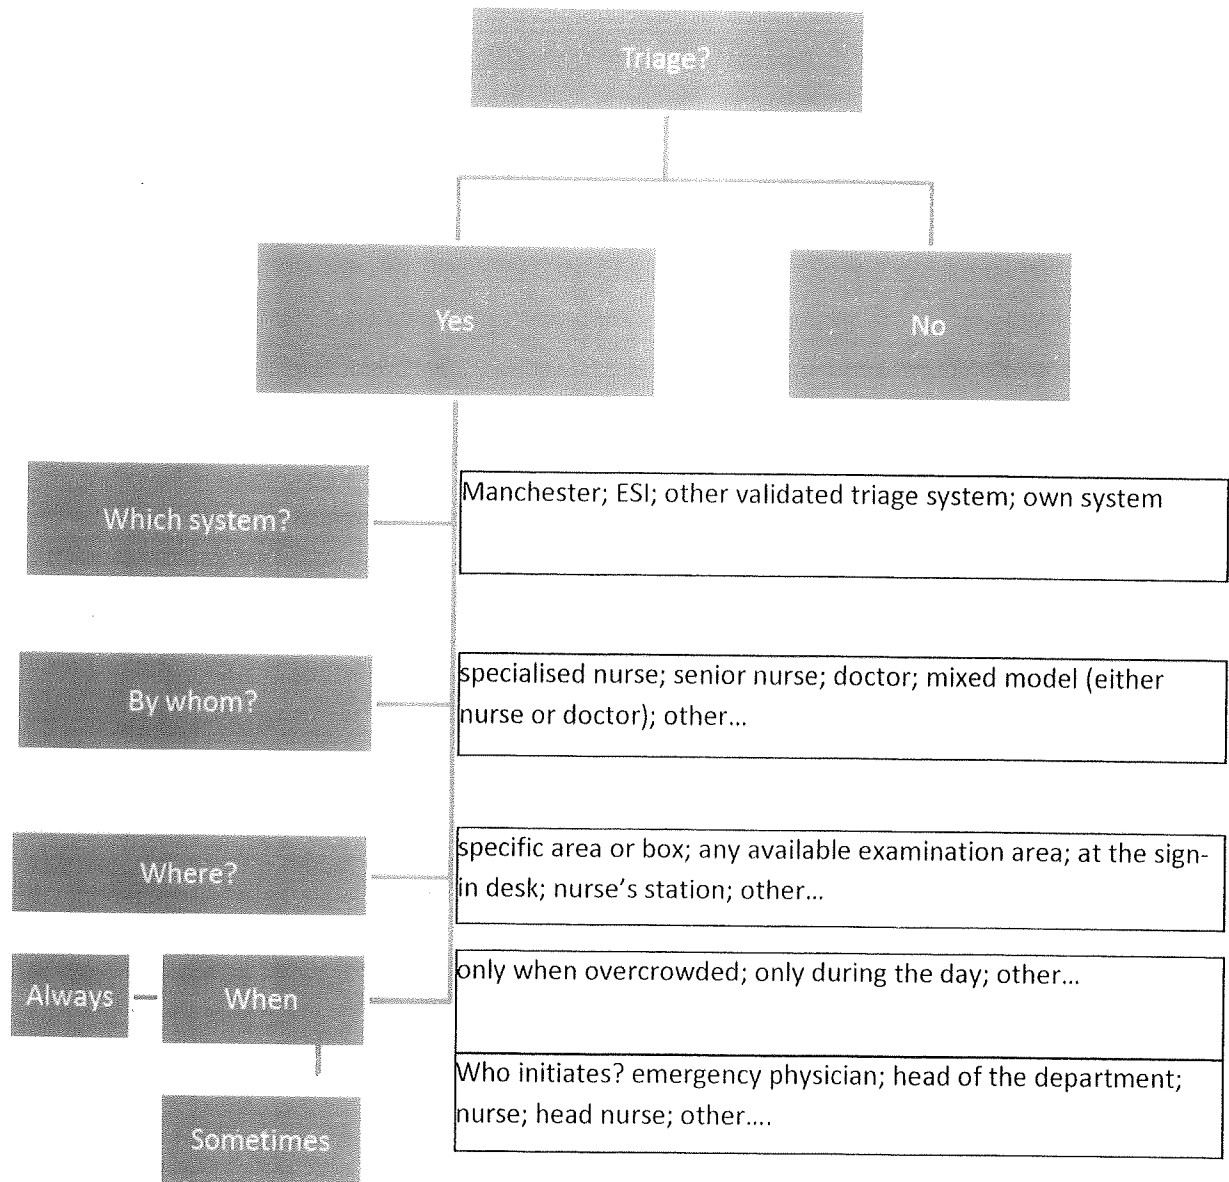 Triage?
Yes
No
Which system?
Manchester; ESI; other validated triage system; own system
By whom?
specialised nurse; senior nurse; doctor; mixed model (either
nurse or doctor); other...
Where?
specific area or box; any available examination area; at the sign-
in desk; nurse's station; other...
Always
When
only when overcrowded; only during the day; other...
Who initiates? emergency physician; head of the department;
nurse; head nurse; other....
Sometimes